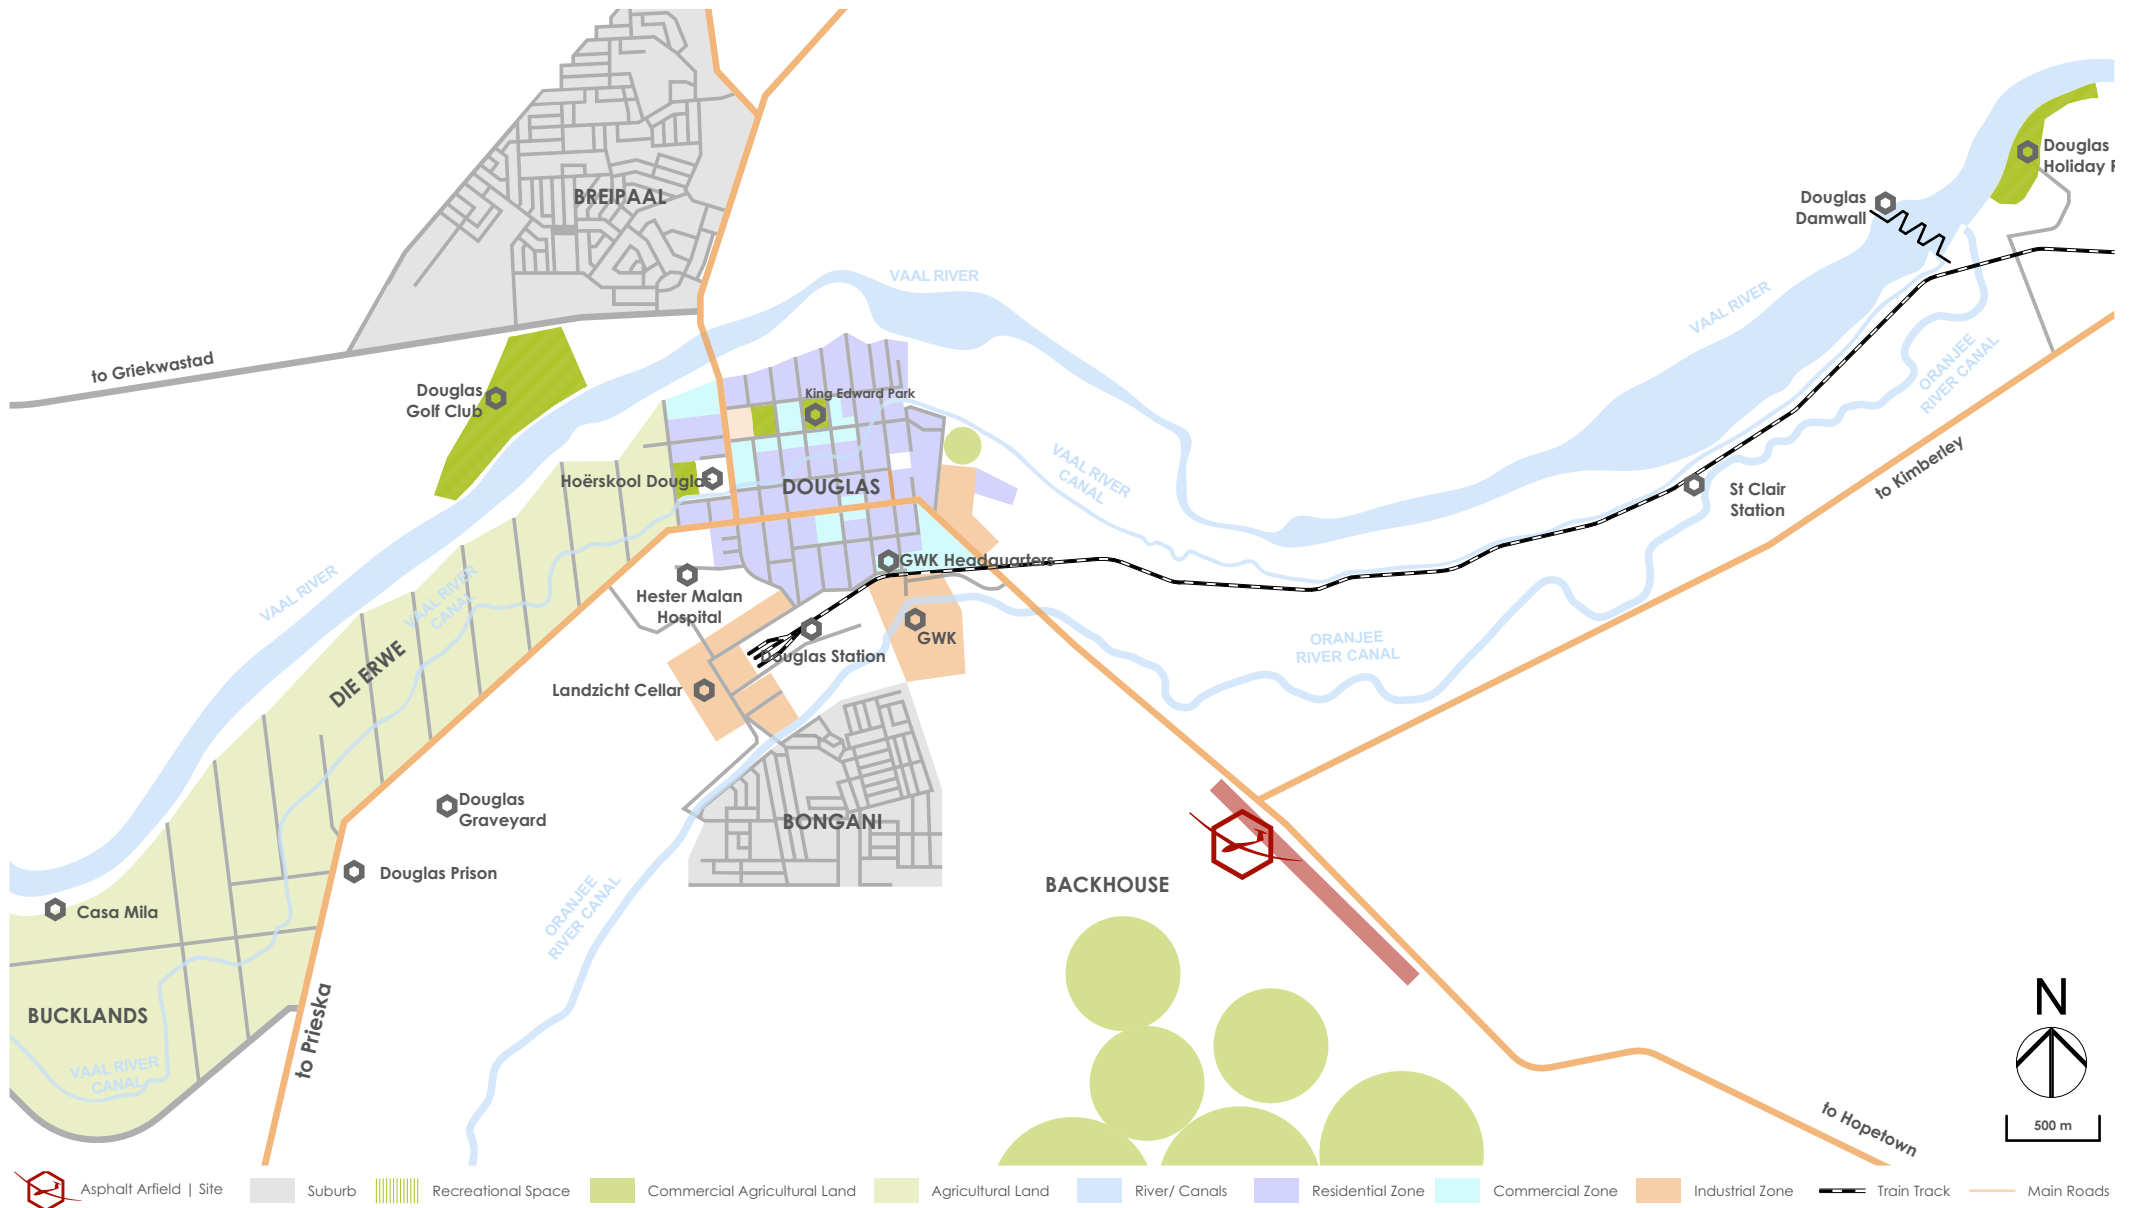 BREIPAAL
VAAL RIVER
Douglas
Holiday
Douglas
Damwall
VAAL RIVER
ORANJEE
RIVER CANAL
to Griekwastad
Douglas
Golf Club
King Edward Park
VAAL RIVER
CANAL
to Kimberley
Hoërskool Douglas
DOUGLAS
St Clair
Station
GWK Headquarters
VAAL RIVER
VAAL RIVER
CANAL
Hester Malan
Hospital
GWK
ORANJEE
RIVER CANAL
DIE ERWE
Douglas Station
Landzicht Cellar
Douglas
Graveyard
BONGANI
Douglas Prison
BACKHOUSE
Casa Mila
ORANJEE
RIVER CANAL
BUCKLANDS
to Prieska
VAAL RIVER
CANAL
N
500 m
to Hopetown
Asphalt Arfield | Site
Suburb
Recreational Space
Commercial Agricultural Land
Agricultural Land
River/ Canals
Residential Zone
Commercial Zone
Industrial Zone
Train Track
Main Roads